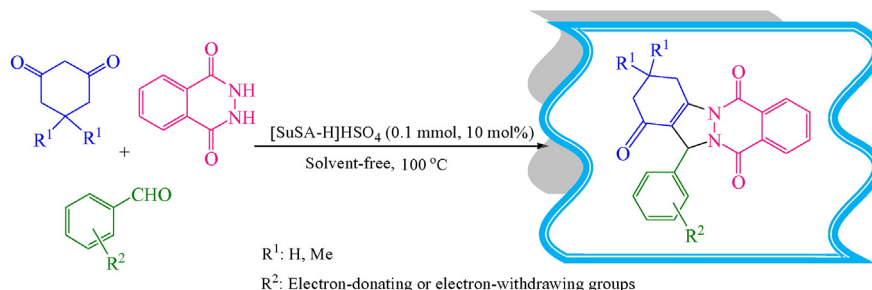 O
O
R¹
R¹
+
O
NH
NH
O
CHO
R²
[SuSA-H]HSO₄ (0.1 mmol, 10 mol%)
Solvent-free, 100 °C
R¹: H, Me
R²: Electron-donating or electron-withdrawing groups
R¹
R¹
O
O
N
N
O
R²